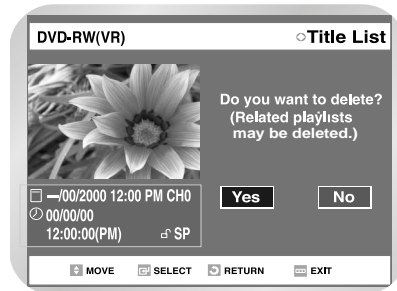 DVD-RW(VR)
Title List
Do you want to delete?
(Related playlists
may be deleted.)
—/00/2000 12:00 PM CH0
00/00/00
12:00:00(PM) SP
Yes No
MOVE SELECT RETURN EXIT